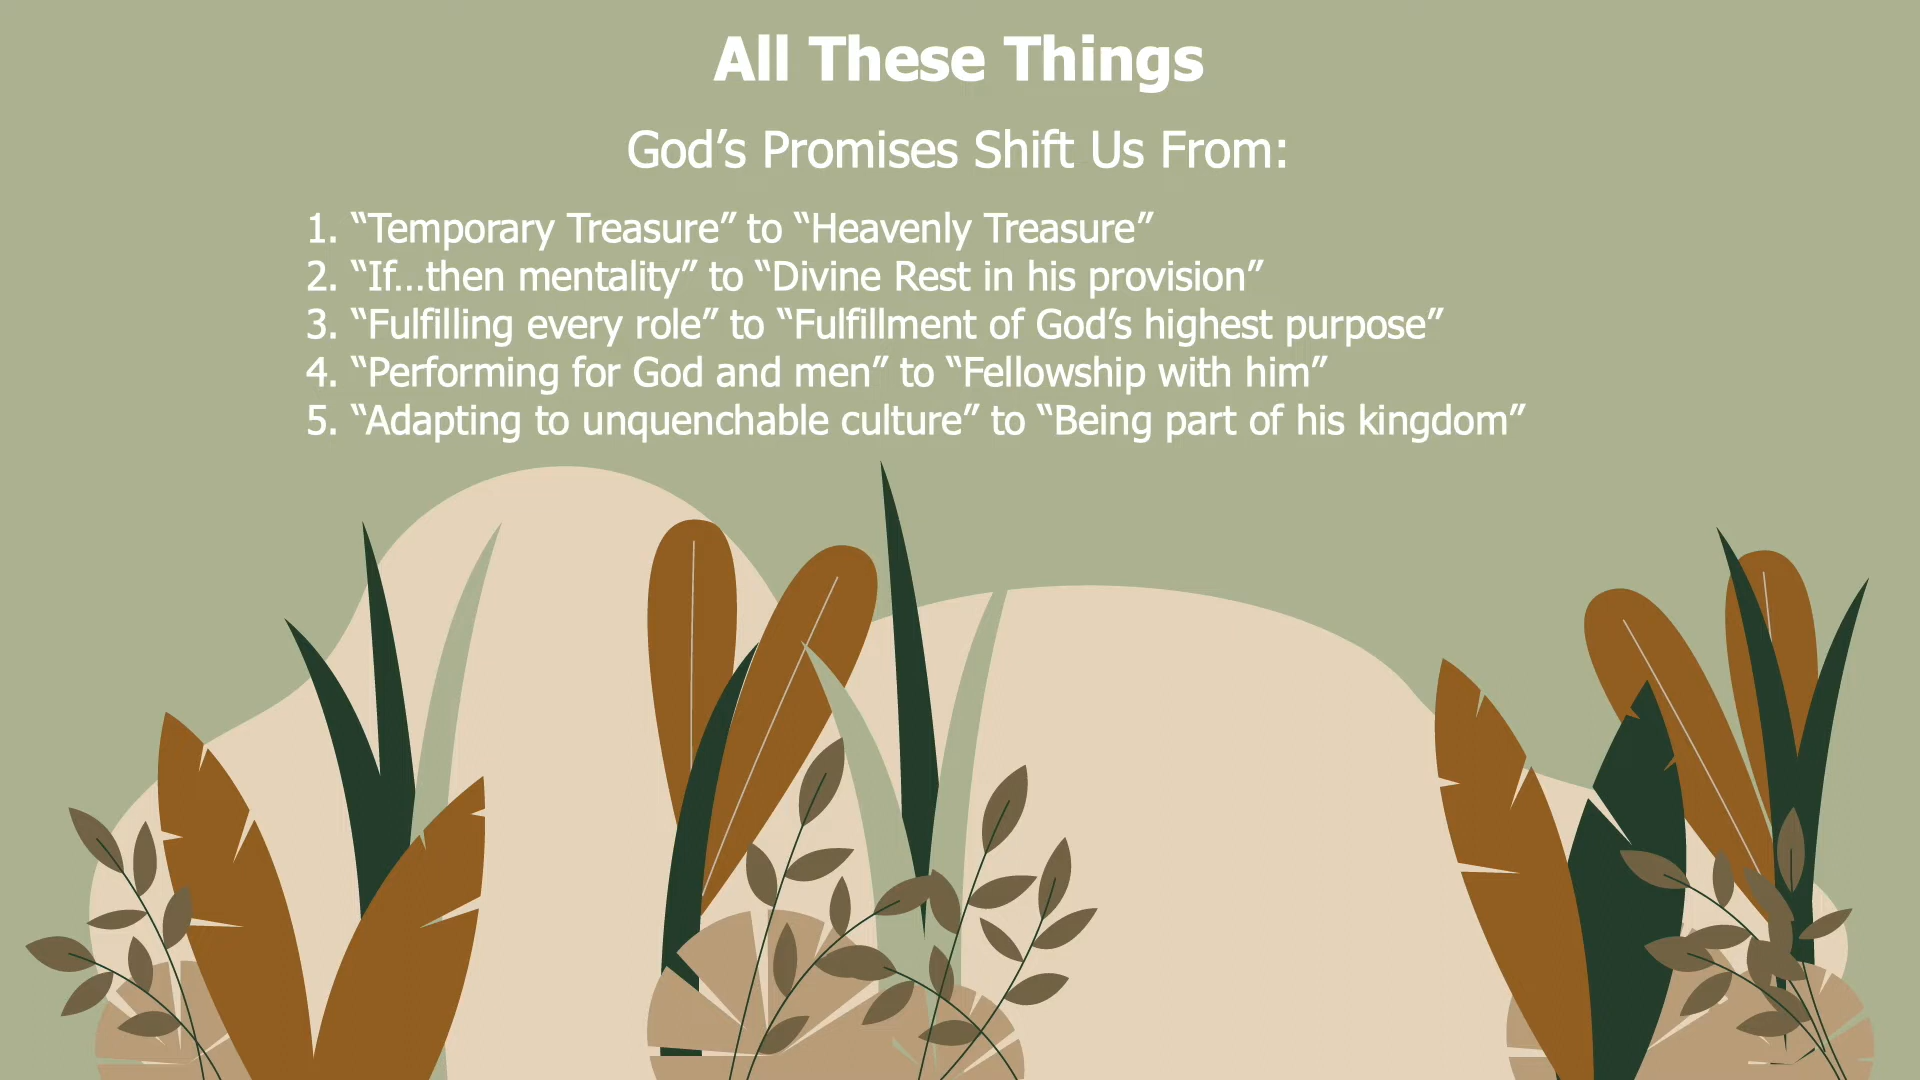 All These Things
God’s Promises Shift Us From:
1. “Temporary Treasure” to “Heavenly Treasure”
2. “If...then mentality” to “Divine Rest in his provision”
3. “Fulfilling every role” to “Fulfillment of God’s highest purpose”
4. “Performing for God and men” to “Fellowship with him”
5. “Adapting to unquenchable culture” to “Being part of his kingdom”